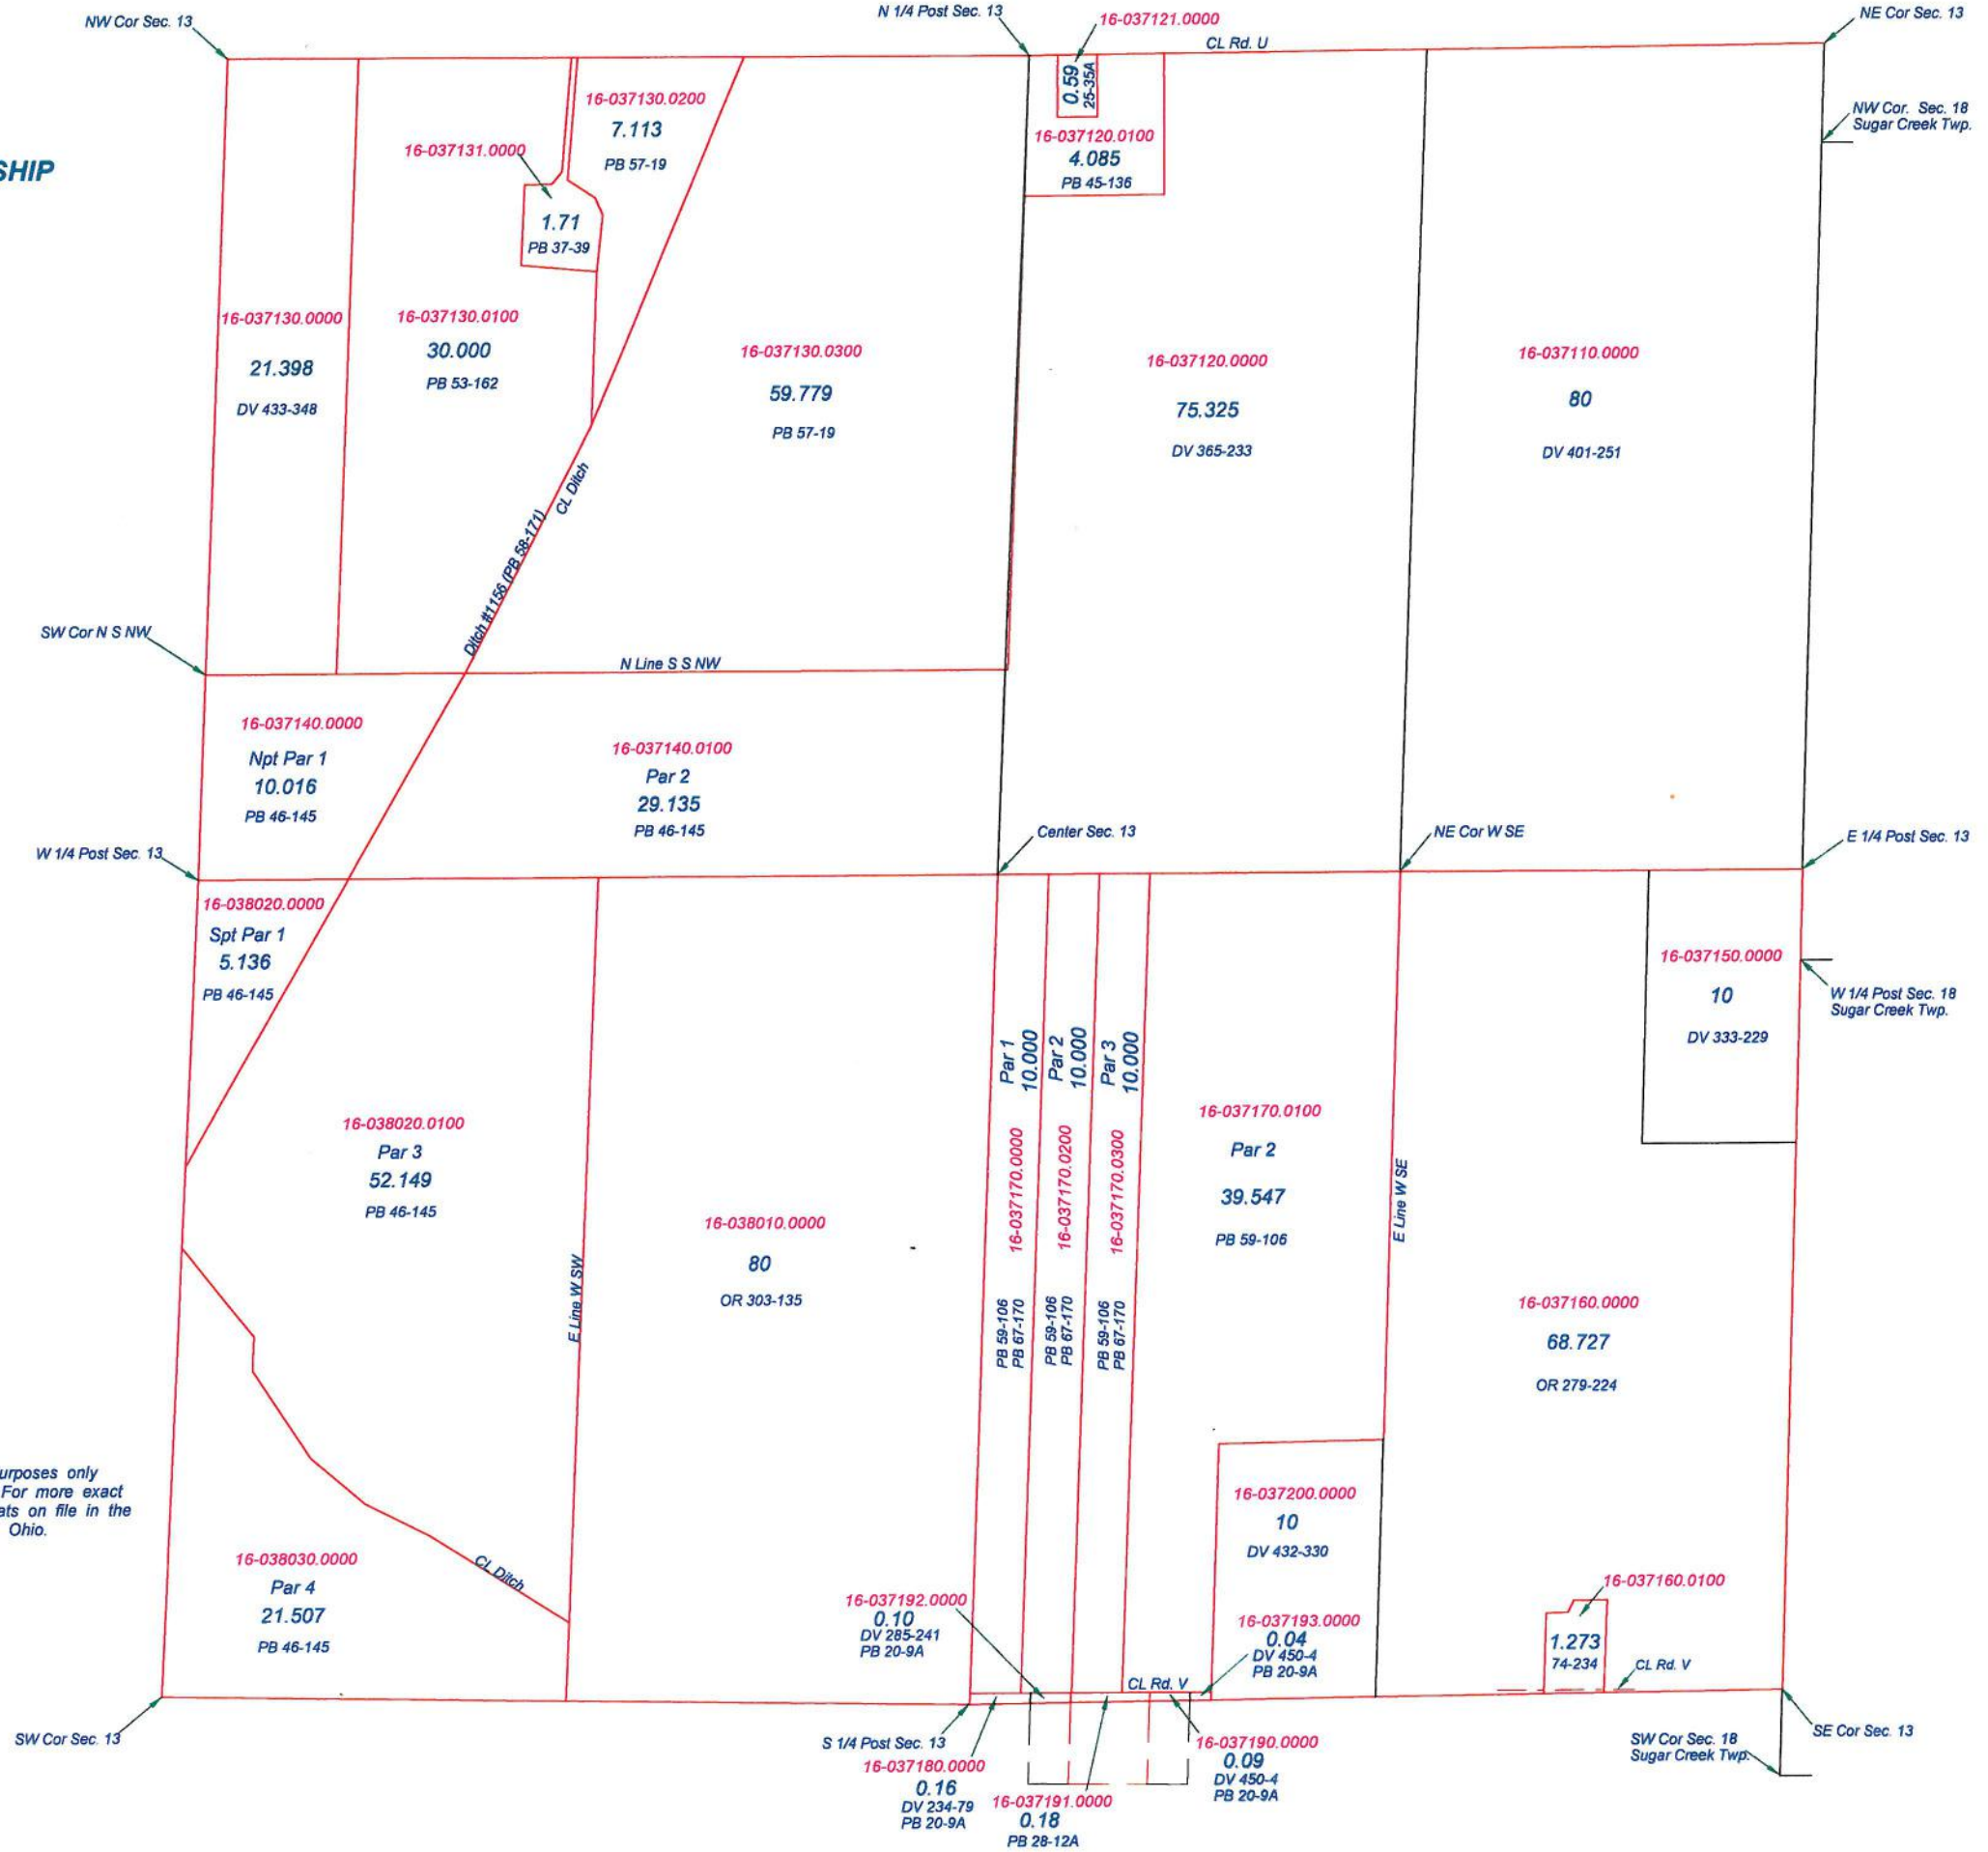 NW Cor Sec. 13
N 1/4 Post Sec. 13
16-037121.0000
CL Rd. U
NE Cor Sec. 13
SHIP
16-037130.0200
7.113
PB 57-19
16-037131.0000
1.71
PB 37-39
0.59
25-35A
16-037120.0100
4.085
PB 45-136
NW Cor. Sec. 18
Sugar Creek Twp.
16-037130.0000
21.398
DV 433-348
16-037130.0100
30.000
PB 53-162
16-037130.0300
59.779
PB 57-19
16-037120.0000
75.325
DV 365-233
16-037110.0000
80
DV 401-251
CL Ditch
Ditch #1156 (PB 58-171)
SW Cor N S NW
N Line S S NW
16-037140.0000
Npt Par 1
10.016
PB 46-145
16-037140.0100
Par 2
29.135
PB 46-145
W 1/4 Post Sec. 13
Center Sec. 13
NE Cor W SE
E 1/4 Post Sec. 13
16-038020.0000
Spt Par 1
5.136
PB 46-145
16-037150.0000
10
DV 333-229
W 1/4 Post Sec. 18
Sugar Creek Twp.
16-038020.0100
Par 3
52.149
PB 46-145
E Line W SW
16-038010.0000
80
OR 303-135
Par 1
10.000
16-037170.0000
PB 59-106
PB 67-170
Par 2
10.000
16-037170.0200
PB 59-106
PB 67-170
Par 3
10.000
16-037170.0300
PB 59-106
PB 67-170
16-037170.0100
Par 2
39.547
PB 59-106
E Line W SE
16-037160.0000
68.727
OR 279-224
urposes only
For more exact
ats on file in the
Ohio.
16-038030.0000
Par 4
21.507
PB 46-145
CL Ditch
16-037200.0000
10
DV 432-330
16-037192.0000
0.10
DV 285-241
PB 20-9A
16-037193.0000
0.04
DV 450-4
PB 20-9A
16-037160.0100
1.273
74-234
CL Rd. V
CL Rd. V
SW Cor Sec. 13
S 1/4 Post Sec. 13
16-037180.0000
0.16
DV 234-79
PB 20-9A
16-037191.0000
0.18
PB 28-12A
16-037190.0000
0.09
DV 450-4
PB 20-9A
SW Cor Sec. 18
Sugar Creek Twp.
SE Cor Sec. 13